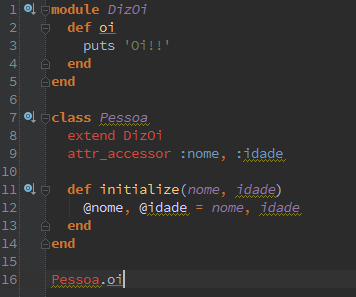 1 module DizOi
2   def oi
3     puts 'Oi!!'
4   end
5 end
6
7 class Pessoa
8   extend DizOi
9   attr_accessor :nome, :idade
10
11   def initialize(nome, idade)
12     @nome, @idade = nome, idade
13   end
14 end
15
16 Pessoa.oi